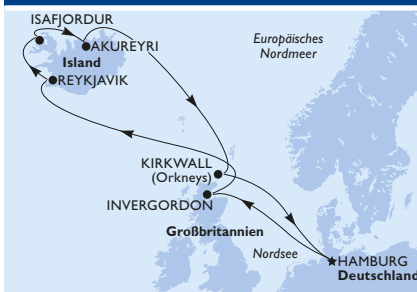 ISAFJORDUR
AKUREYRI
Island
REYKJAVIK
Europäisches
Nordmeer
KIRKWALL
(Orkneys)
INVERGORDON
Großbritannien
Nordsee
HAMBURG
Deutschland